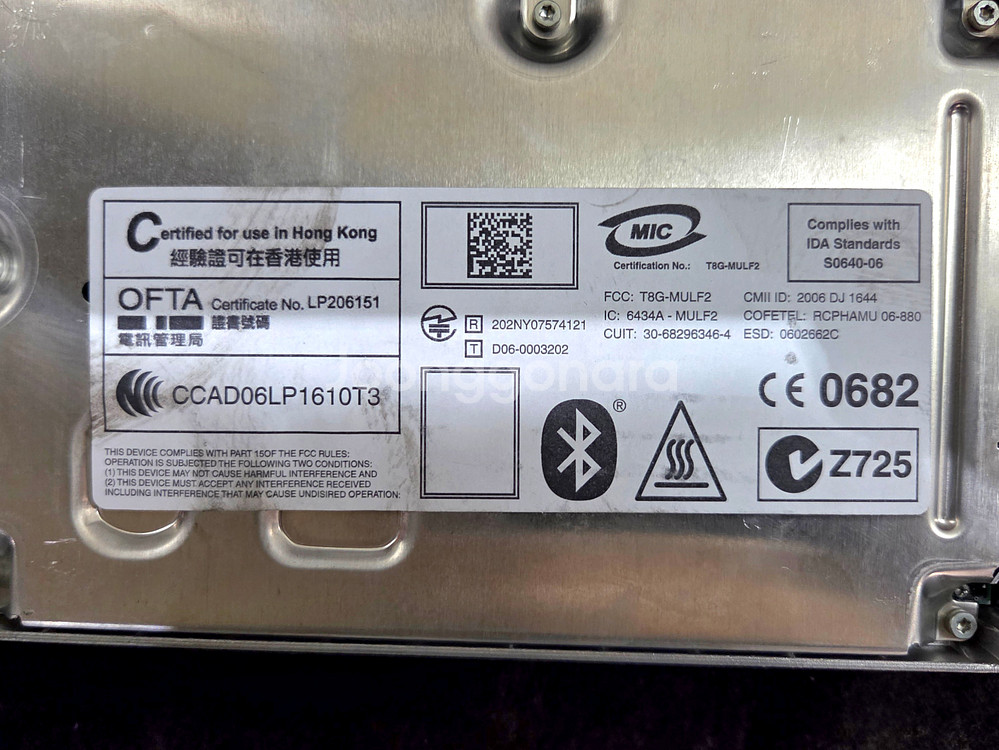 Certified for use in Hong Kong
經驗證可在香港使用
OFTA Certificate No. LP206151
證書號碼
電訊管理局
CCAD06LP1610T3
THIS DEVICE COMPLIES WITH PART 15OF THE FCC RULES:
OPERATION IS SUBJECTED THE FOLLOWING TWO CONDITIONS:
(1) THIS DEVICE MAY NOT CAUSE HARMFUL INTERFERENCE AND
(2) THIS DEVICE MUST ACCEPT ANY INTERFERENCE RECEIVED
INCLUDING INTERFERENCE THAT MAY CAUSE UNDISIRED OPERATION:
R 202NY07574121
T D06-0003202
MIC
Certification No.: T8G-MULF2
Complies with
IDA Standards
S0640-06
FCC: T8G-MULF2
IC: 6434A - MULF2
CUIT: 30-68296346-4
CMII ID: 2006 DJ 1644
COFETEL: RCPHAMU 06-880
ESD: 0602662C
CE 0682
®
Z725
joonggonara